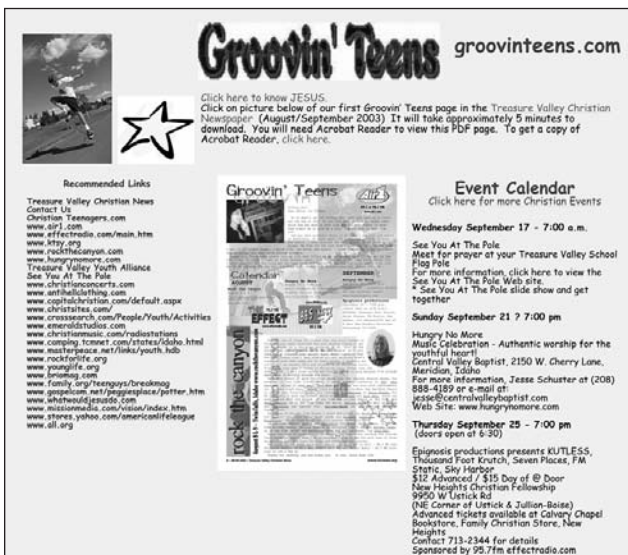 Groovin' Teens
groovinteens.com
Click here to know JESUS.
Click on picture below of our first Groovin' Teens page in the Treasure Valley Christian
Newspaper (August/September 2003) It will take approximately 5 minutes to
download. You will need Acrobat Reader to view this PDF page. To get a copy of
Acrobat Reader, click here.
Recommended Links
Treasure Valley Christian News
Contact Us
Christian Teenagers.com
www.air1.com
www.effectradio.com/main.htm
www.ktsy.org
www.rockthecanyon.com
www.hungrynomore.com
Treasure Valley Youth Alliance
See You At The Pole
www.christianconcerts.com
www.antihellclothing.com
www.capitalchristian.com/default.aspx
www.christsites.com/
www.crosssearch.com/People/Youth/Activities
www.emeraldstudios.com
www.christianmusic.com/radiostations
www.camping.tcmnet.com/states/idaho.html
www.masterpeace.net/links/youth.hdb
www.rockforlife.org
www.younglife.org
www.briomag.com
www.family.org/teenguys/breakmag
www.gospelcom.net/peggiesplace/potter.htm
www.whatwouldjesusdo.com
www.missionmedia.com/vision/index.htm
www.stores.yahoo.com/americanlifeleague
www.all.org
Groovin' Teens
Air1
Calendar
AUGUST
SEPTEMBER
EFFECT
rock the canyon
Event Calendar
Click here for more Christian Events
Wednesday September 17 - 7:00 a.m.
See You At The Pole
Meet for prayer at your Treasure Valley School
Flag Pole
For more information, click here to view the
See You At The Pole Web site.
* See You At The Pole slide show and get
together
Sunday September 21 ? 7:00 pm
Hungry No More
Music Celebration - Authentic worship for the
youthful heart!
Central Valley Baptist, 2150 W. Cherry Lane,
Meridian, Idaho
For more information, Jesse Schuster at (208)
888-4189 or e-mail at:
jesse@centralvalleybaptist.com
Web Site: www.hungrynomore.com
Thursday September 25 - 7:00 pm
(doors open at 6:30)
Epignosis productions presents KUTLESS,
Thousand Foot Krutch, Seven Places, FM
Static, Sky Harbor
$12 Advanced / $15 Day of @ Door
New Heights Christian Fellowship
9950 W Ustick Rd
(NE Corner of Ustick & Jullion-Boise)
Advanced tickets available at Calvary Chapel
Bookstore, Family Christian Store, New
Heights
Contact 713-2344 for details
Sponsored by 95.7fm effectradio.com